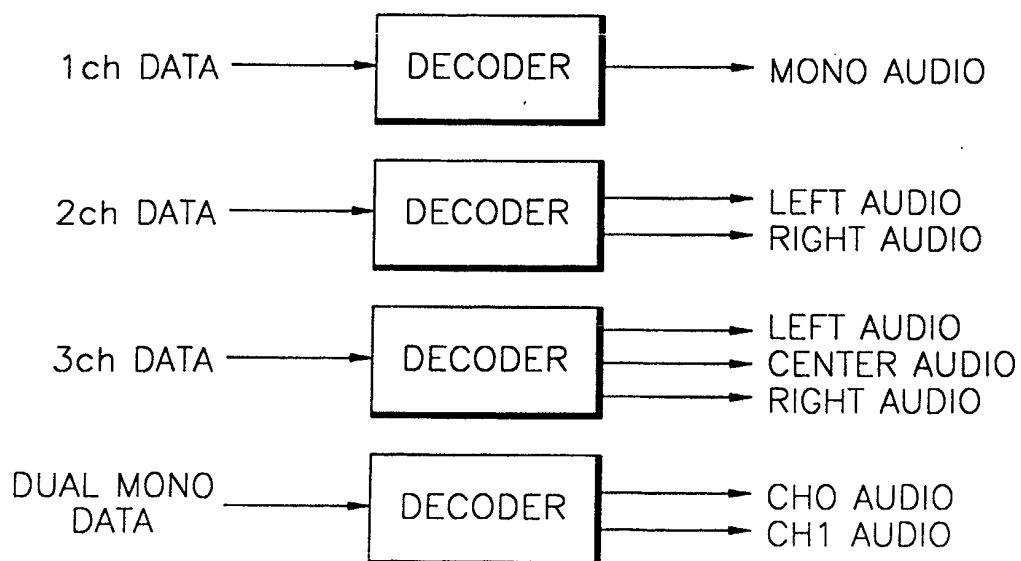 1ch DATA
DECODER
MONO AUDIO
2ch DATA
DECODER
LEFT AUDIO
RIGHT AUDIO
3ch DATA
DECODER
LEFT AUDIO
CENTER AUDIO
RIGHT AUDIO
DUAL MONO
DATA
DECODER
CH0 AUDIO
CH1 AUDIO